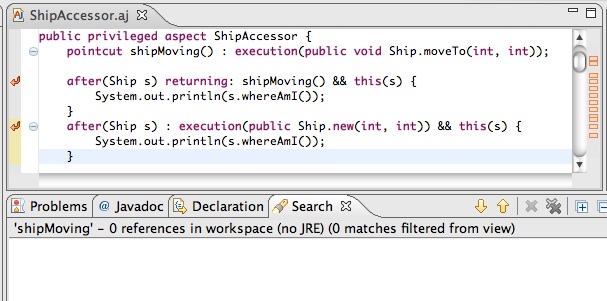 ShipAccessor.aj
public privileged aspect ShipAccessor {
pointcut shipMoving() : execution(public void Ship.moveTo(int, int));
after(Ship s) returning: shipMoving() && this(s) {
System.out.println(s.whereAmI());
}
after(Ship s) : execution(public Ship.new(int, int)) && this(s) {
System.out.println(s.whereAmI());
}
Problems @ Javadoc Declaration Search
'shipMoving' - 0 references in workspace (no JRE) (0 matches filtered from view)